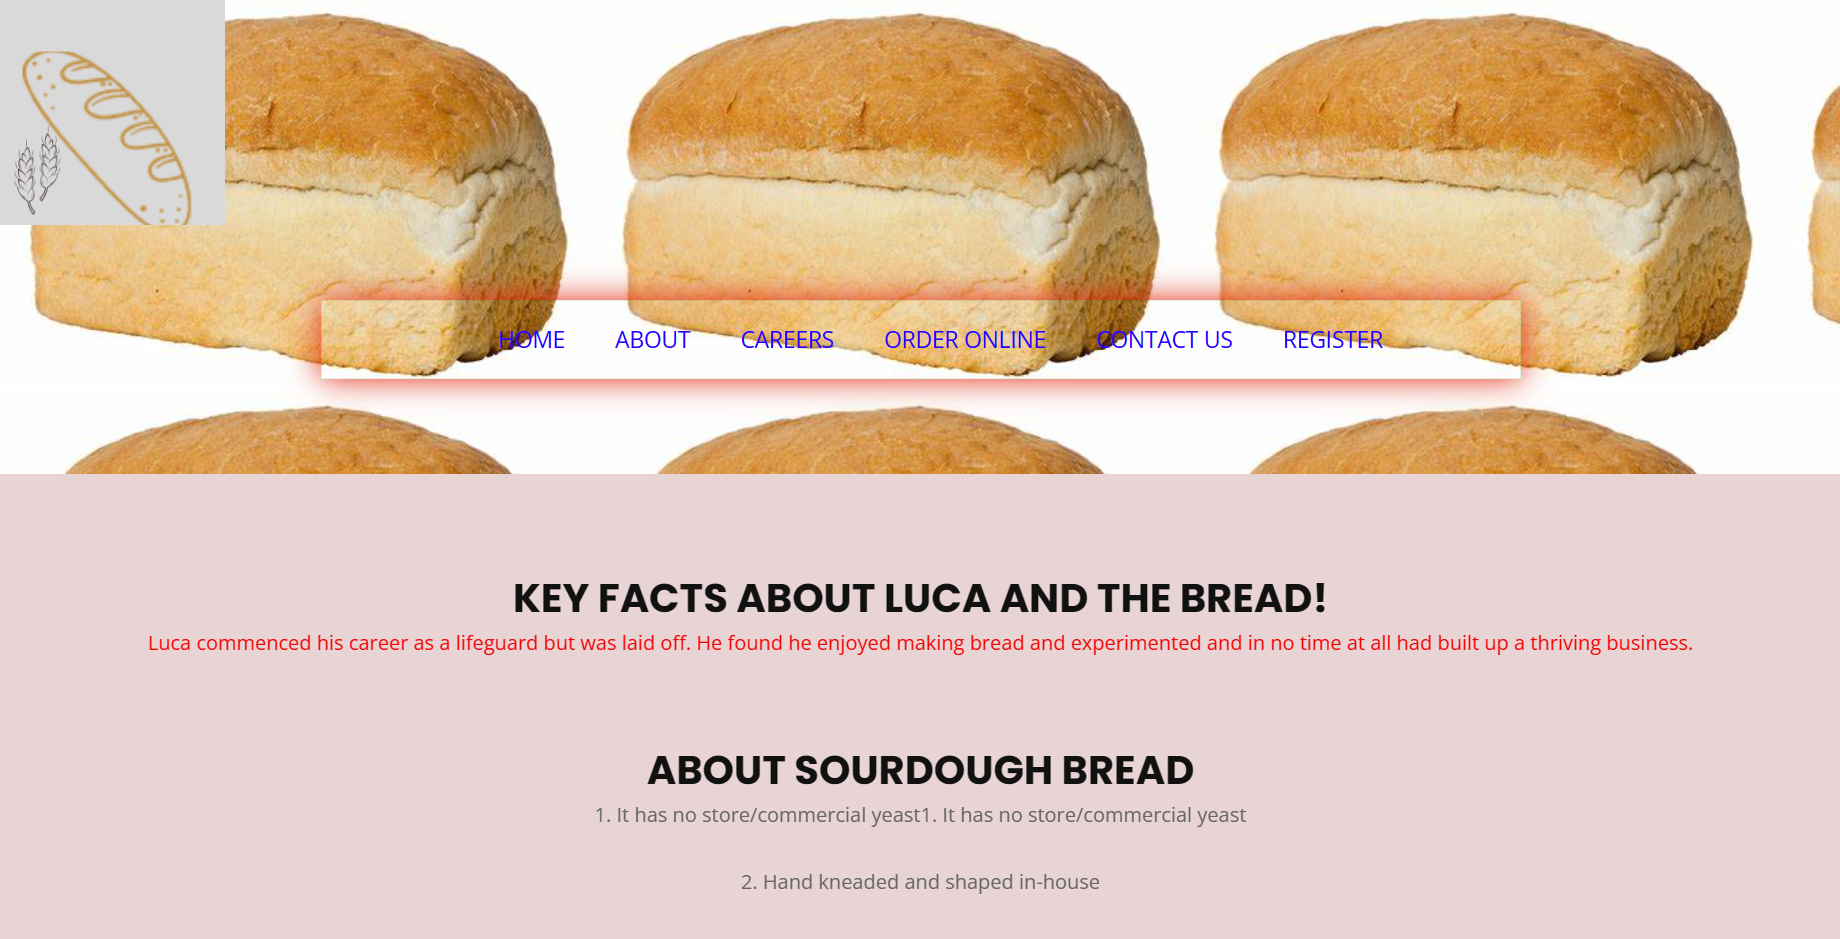 HOME ABOUT CAREERS ORDER ONLINE CONTACT US REGISTER
KEY FACTS ABOUT LUCA AND THE BREAD!
Luca commenced his career as a lifeguard but was laid off. He found he enjoyed making bread and experimented and in no time at all had built up a thriving business.
ABOUT SOURDOUGH BREAD
1. It has no store/commercial yeast1. It has no store/commercial yeast
2. Hand kneaded and shaped in-house